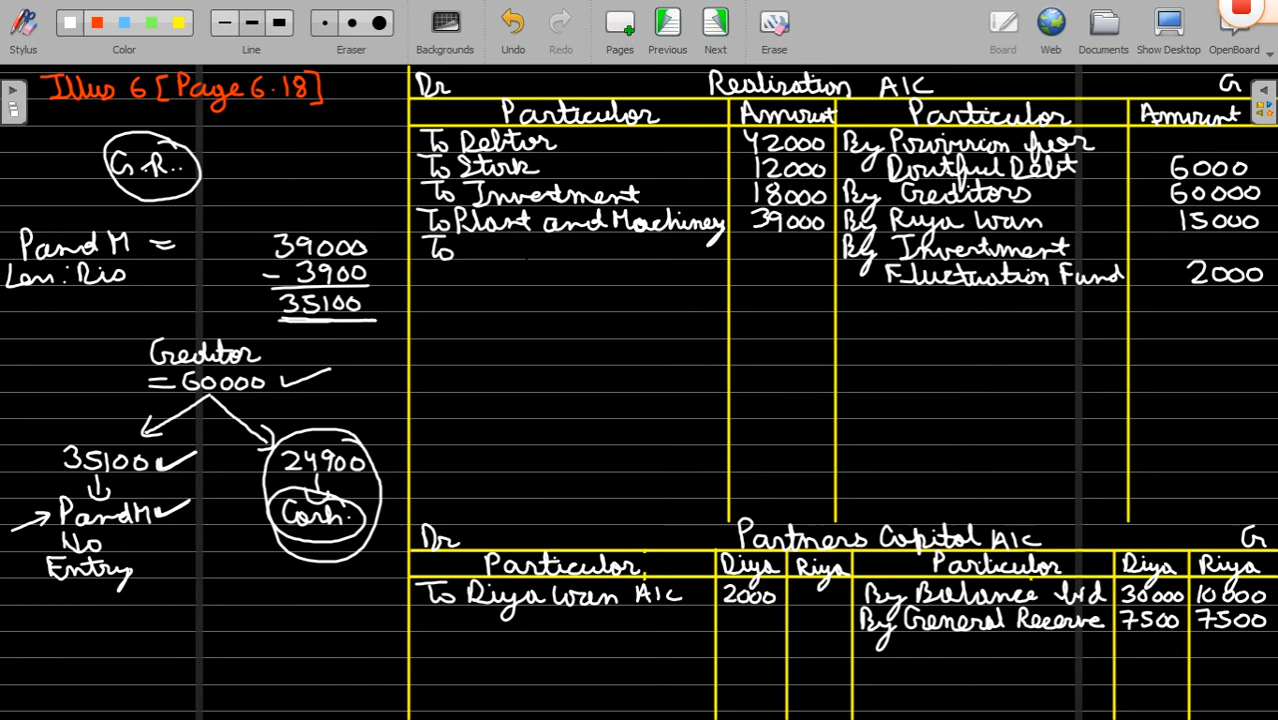 Stylus
Color
Line
Eraser
Backgrounds
Undo
Redo
Pages
Previous
Next
Erase
Board
Web
Documents
Show Desktop
OpenBoard
Illus 6 [Page 6.18]
G.R..
P and M = 39000
Len: Rio - 3900
35100
Creditor
= 60000
35100 24900
P and M Cash.
No
Entry
Dr Realisation A/C Cr
Particular Amount Particular Amount
To Debtor 42000 By Provision for
Doutful Debt 6000
To Stock 12000
To Investment 18000 By Creditors 60000
To Plant and Machiney 39000 By Riya Loan 15000
To By Investment
Fluctuation Fund 2000
Dr Partners Capital A/C Cr
Particular Diya Riya Particular Diya Riya
To Diya Loan A/C 2000 By Balance b/d 30000 10000
By General Reserve 7500 7500